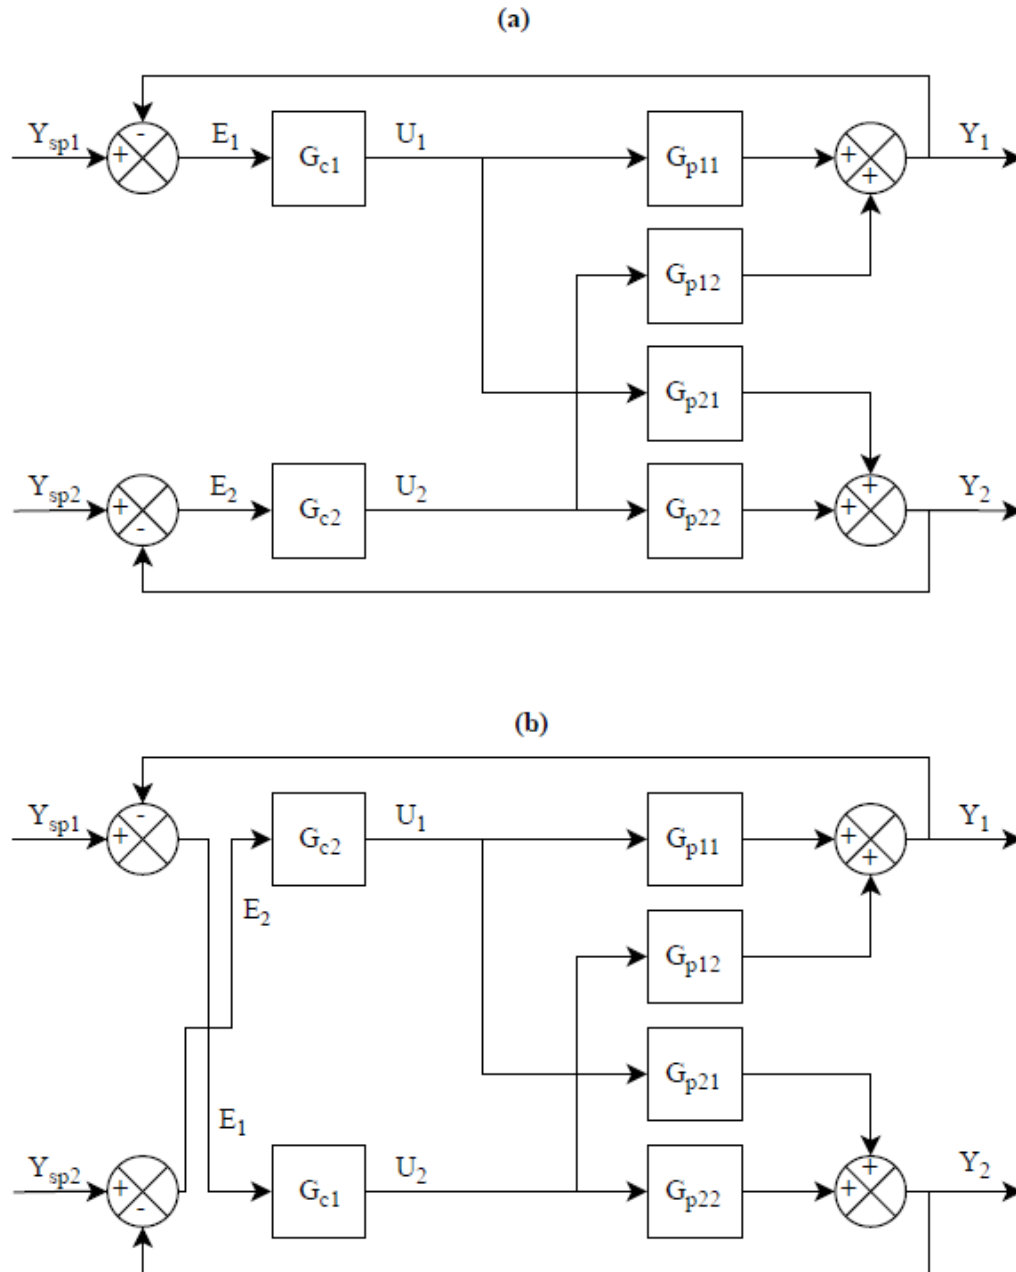 (a)
Y_sp1 + - E_1 G_c1 U_1 G_p11 + + Y_1
G_p12
G_p21
Y_sp2 + - E_2 G_c2 U_2 G_p22 + + Y_2
(b)
Y_sp1 + - G_c2 U_1 G_p11 + + Y_1
E_2
G_p12
G_p21
E_1
Y_sp2 + - G_c1 U_2 G_p22 + + Y_2